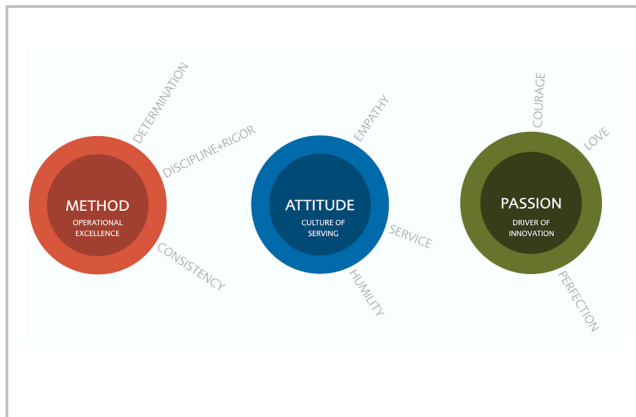 DETERMINATION
DISCIPLINE+RIGOR
METHOD
OPERATIONAL
EXCELLENCE
CONSISTENCY
EMPATHY
ATTITUDE
CULTURE OF
SERVING
SERVICE
HUMILITY
COURAGE
LOVE
PASSION
DRIVER OF
INNOVATION
PERFECTION